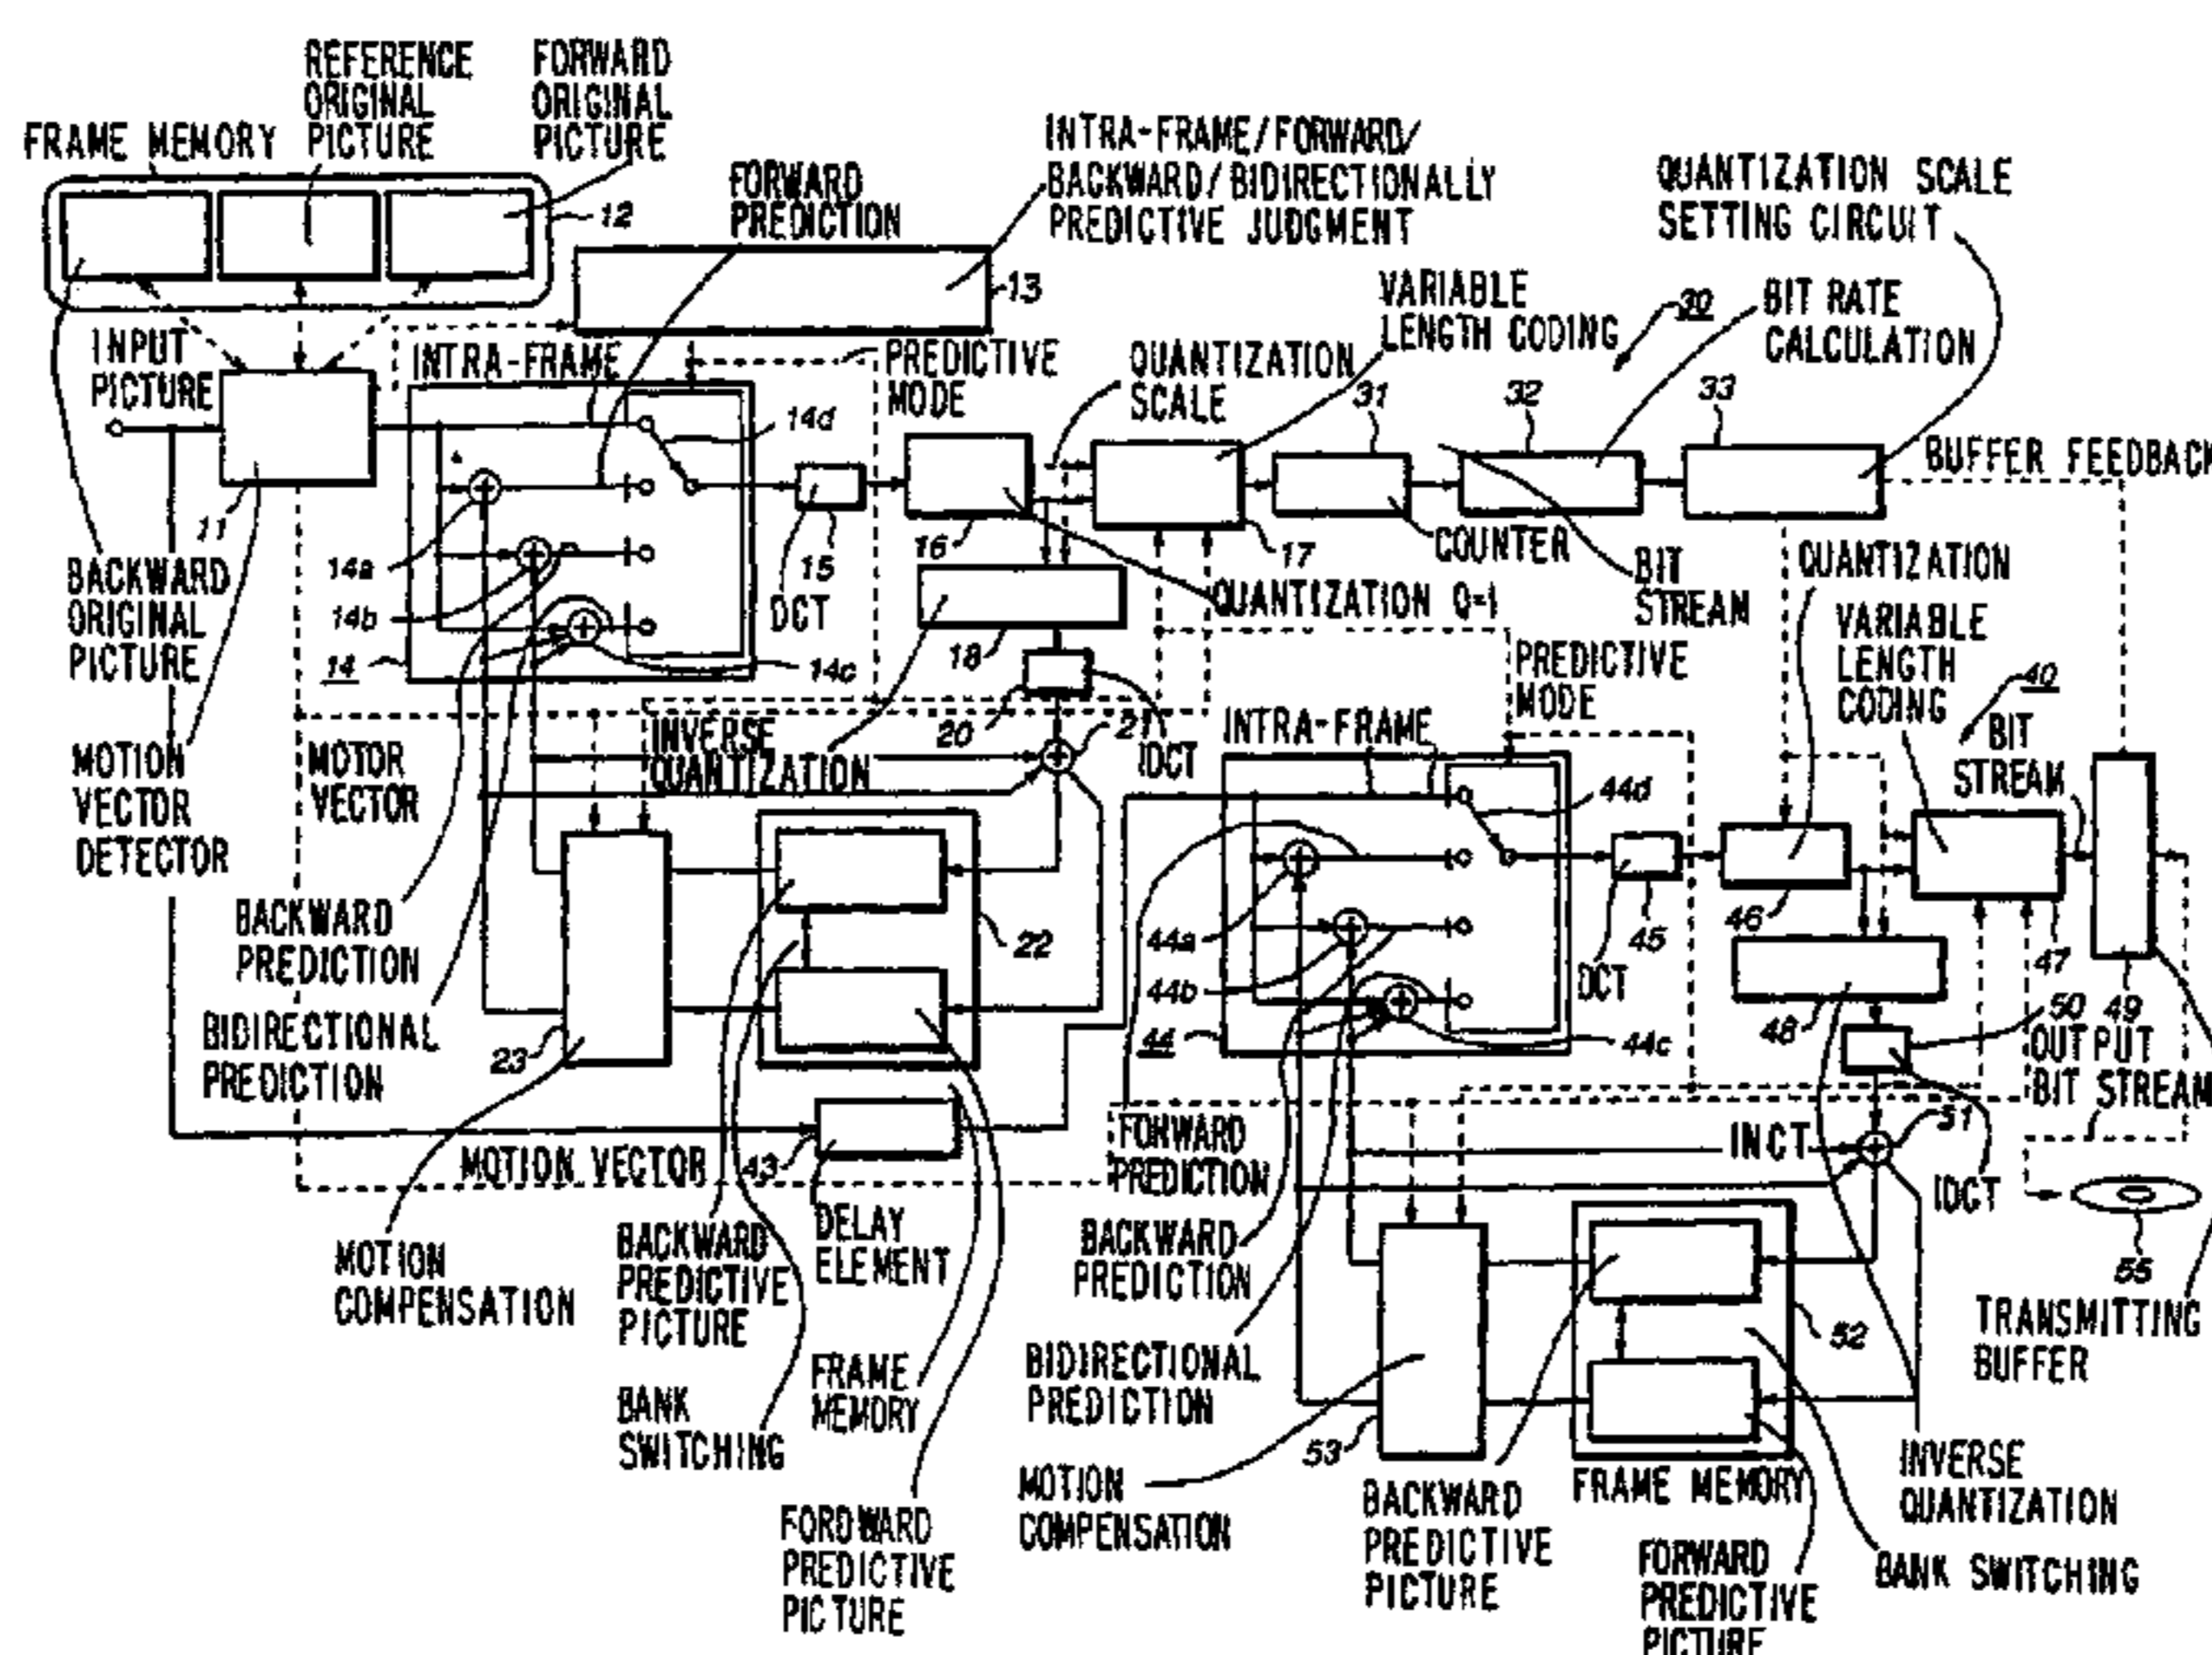 REFERENCE
ORIGINAL
PICTURE
FORWARD
ORIGINAL
PICTURE
FRAME MEMORY
12
FORWARD
PREDICTION
INTRA-FRAME/FORWARD/
BACKWARD/BIDIRECTIONALLY
PREDICTIVE JUDGMENT
13
QUANTIZATION SCALE
SETTING CIRCUIT
VARIABLE
LENGTH CODING
30
BIT RATE
CALCULATION
INPUT
PICTURE
INTRA-FRAME
PREDICTIVE
MODE
QUANTIZATION
SCALE
31
32
33
BUFFER FEEDBACK
11
14d
14a
14b
14c
14
15
DCT
16
17
COUNTER
BIT
STREAM
QUANTIZATION Q=1
QUANTIZATION
18
20
21
IDCT
BACKWARD
ORIGINAL
PICTURE
MOTION
VECTOR
DETECTOR
MOTOR
VECTOR
INVERSE
QUANTIZATION
PREDICTIVE
MODE
VARIABLE
LENGTH
CODING
40
BIT
STREAM
INTRA-FRAME
44d
44a
44b
44c
44
45
DCT
46
47
48
49
50
BACKWARD
PREDICTION
BIDIRECTIONAL
PREDICTION
22
23
43
MOTION VECTOR
DELAY
ELEMENT
OUTPUT
BIT STREAM
FORWARD
PREDICTION
INCT
51
IDCT
55
MOTION
COMPENSATION
BACKWARD
PREDICTIVE
PICTURE
BACKWARD
PREDICTION
BIDIRECTIONAL
PREDICTION
52
53
TRANSMITTING
BUFFER
FRAME
MEMORY
BANK
SWITCHING
FORDWARD
PREDICTIVE
PICTURE
MOTION
COMPENSATION
BACKWARD
PREDICTIVE
PICTURE
FRAME MEMORY
INVERSE
QUANTIZATION
FORWARD
PREDICTIVE
PICTURE
BANK SWITCHING